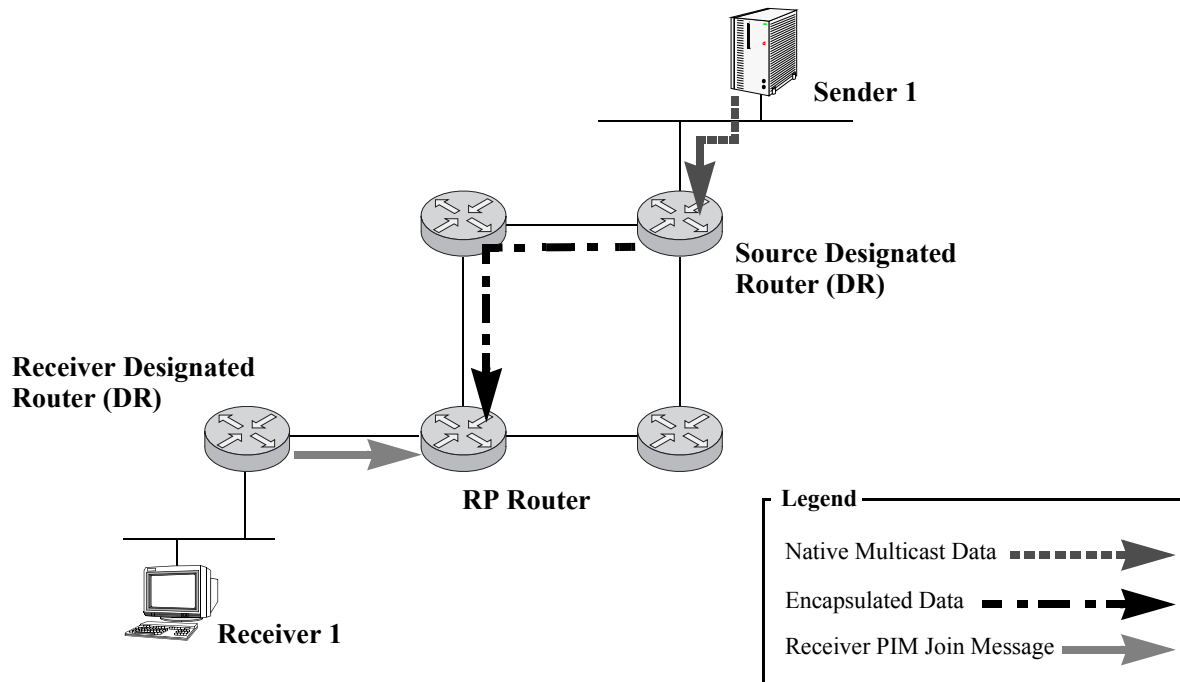 Sender 1
Source Designated
Router (DR)
Receiver Designated
Router (DR)
RP Router
Receiver 1
Legend
Native Multicast Data
Encapsulated Data
Receiver PIM Join Message